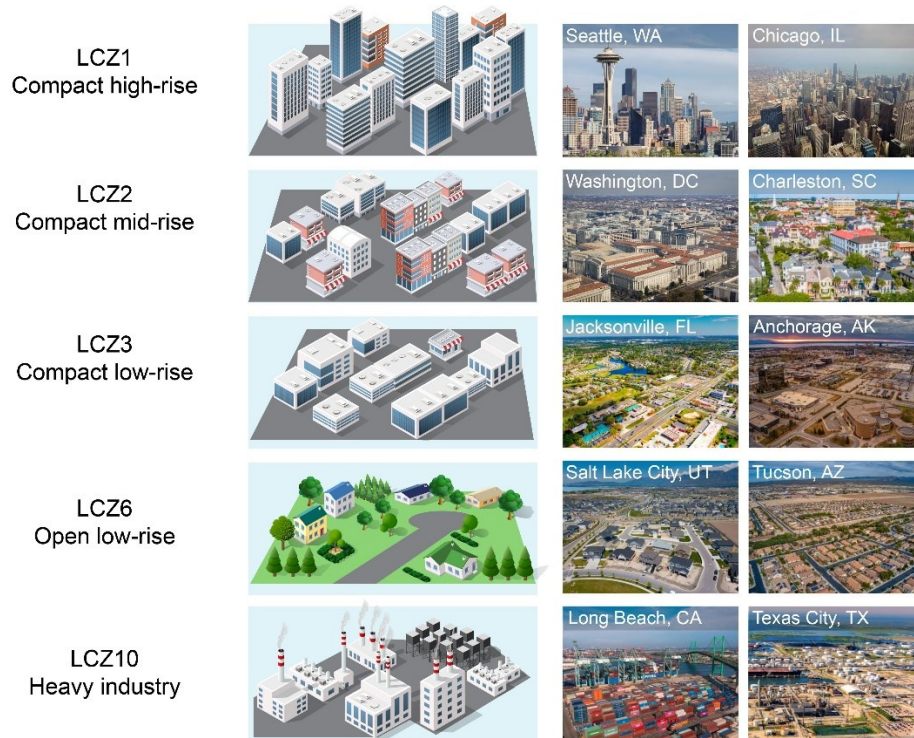 LCZ1
Compact high-rise
Seattle, WA
Chicago, IL
LCZ2
Compact mid-rise
Washington, DC
Charleston, SC
LCZ3
Compact low-rise
Jacksonville, FL
Anchorage, AK
LCZ6
Open low-rise
Salt Lake City, UT
Tucson, AZ
LCZ10
Heavy industry
Long Beach, CA
Texas City, TX